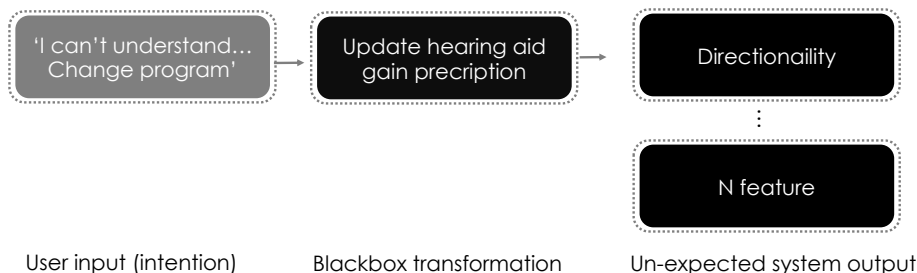 ‘I can’t understand…
Change program’
Update hearing aid
gain precription
Directionaility
⋮
N feature
User input (intention)
Blackbox transformation
Un-expected system output